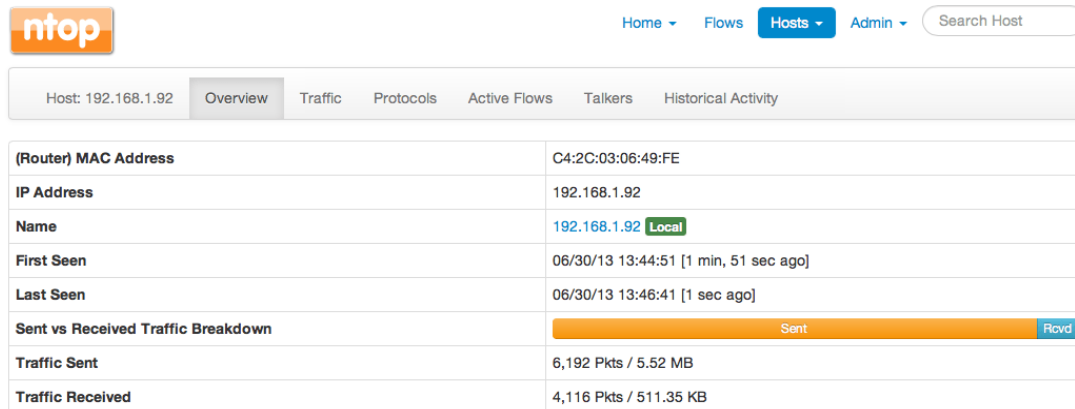 ntop
Home Flows Hosts Admin Search Host
Host: 192.168.1.92 Overview Traffic Protocols Active Flows Talkers Historical Activity
(Router) MAC Address C4:2C:03:06:49:FE
IP Address 192.168.1.92
Name 192.168.1.92 Local
First Seen 06/30/13 13:44:51 [1 min, 51 sec ago]
Last Seen 06/30/13 13:46:41 [1 sec ago]
Sent vs Received Traffic Breakdown Sent Rcvd
Traffic Sent 6,192 Pkts / 5.52 MB
Traffic Received 4,116 Pkts / 511.35 KB